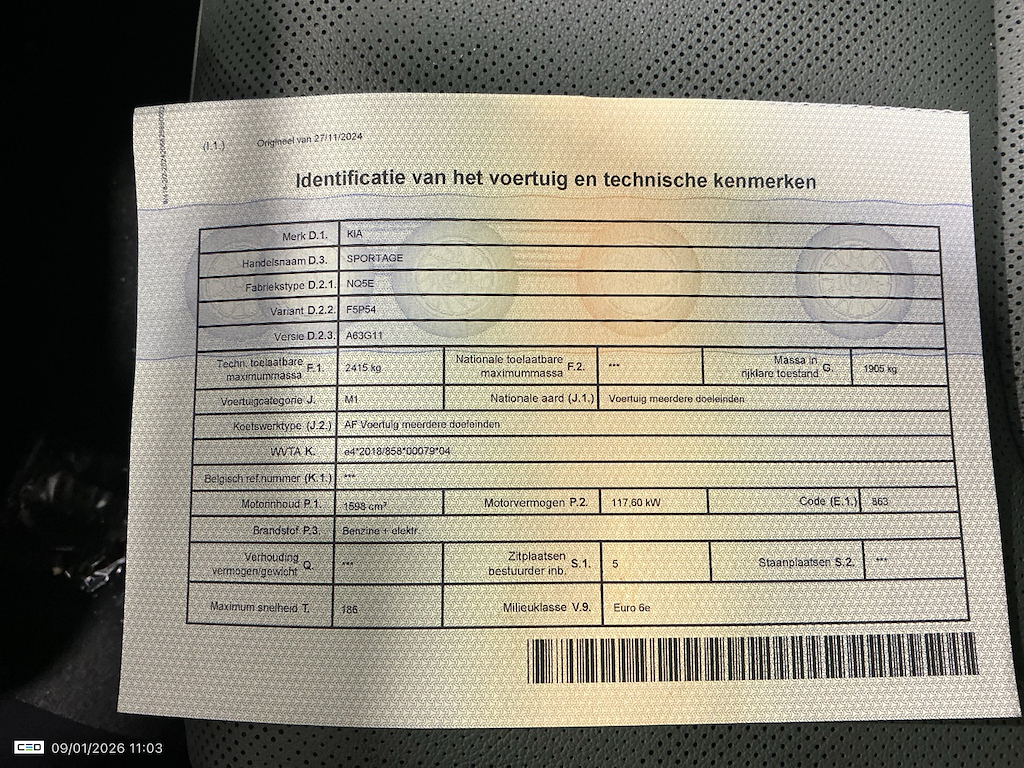 (I.1.) Origineel van 27/11/2024
Identificatie van het voertuig en technische kenmerken
Merk D.1. KIA
Handelsnaam D.3. SPORTAGE
Fabriekstype D.2.1. NQ5E
Variant D.2.2. F5P54
Versie D.2.3. A63G11
Techn. toelaatbare maximummassa F.1. 2415 kg Nationale toelaatbare maximummassa F.2. *** Massa in rijklare toestand G. 1905 kg
Voertuigcategorie J. M1 Nationale aard (J.1.) Voertuig meerdere doeleinden
Koetswerktype (J.2.) AF Voertuig meerdere doeleinden
WVTA K. e4*2018/858*00079*04
Belgisch ref.nummer (K.1.) ***
Motorinhoud P.1. 1598 cm³ Motorvermogen P.2. 117,60 kW Code (E.1.) 863
Brandstof P.3. Benzine + elektr.
Verhouding vermogen/gewicht Q. *** Zitplaatsen bestuurder inb. S.1. 5 Staanplaatsen S.2. ***
Maximum snelheid T. 186 Milieuklasse V.9. Euro 6e
CEO 09/01/2026 11:03